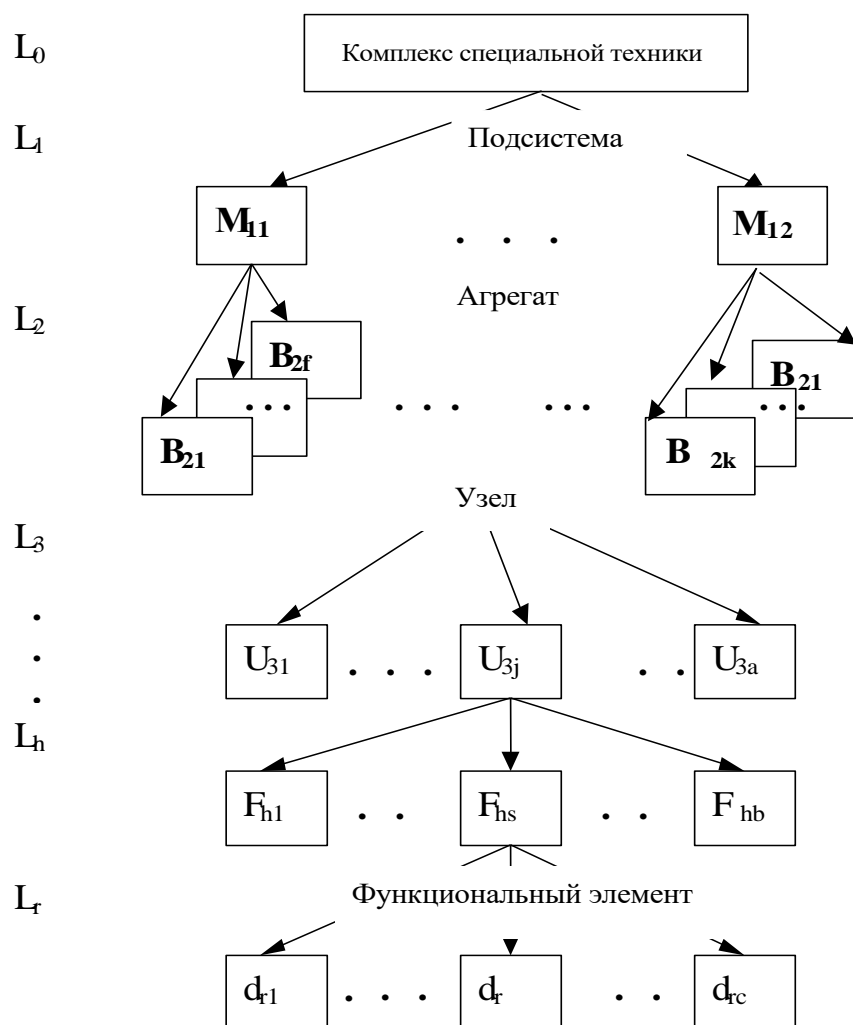 L0 Комплекс специальной техники
L1 Подсистема
M11 . . . M12
Агрегат
L2
B2f B21
... ... ... ...
B21 B 2k
Узел
L3
.
.
.
U31 . . . U3j . . U3a
Lh
Fh1 . . Fhs . . F hb
Lr Функциональный элемент
dr1 . . . dr . . drc